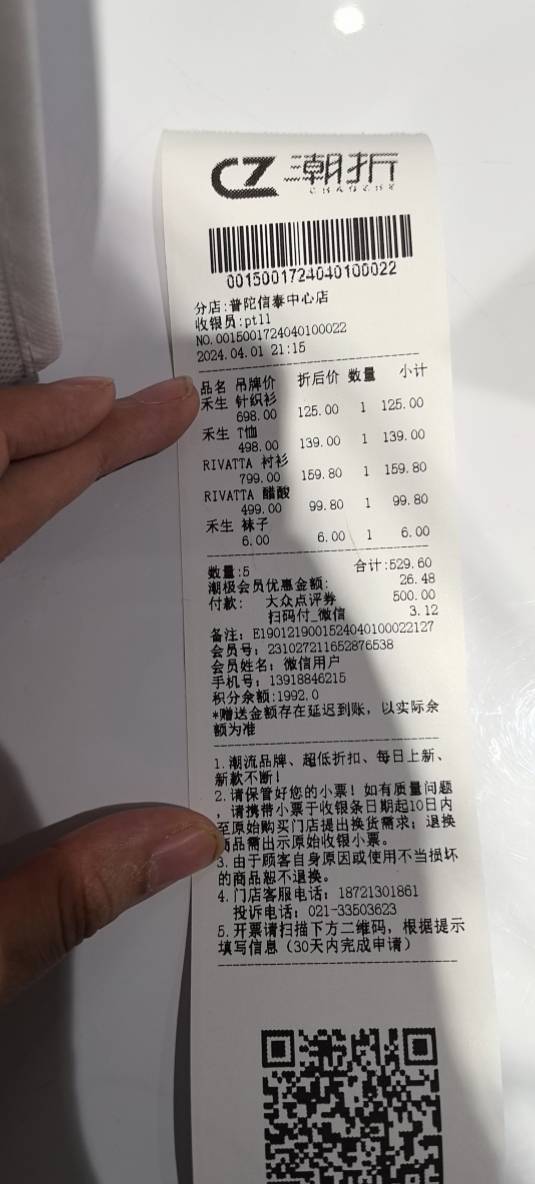 CZ 潮折
CHAOZHE
0015001724040100022
分店:普陀信泰中心店
收银员:pt11
NO.0015001724040100022
2024.04.01 21:15
品名 吊牌价 折后价 数量 小计
禾生 针织衫
698.00 125.00 1 125.00
禾生 T恤
498.00 139.00 1 139.00
RIVATTA 衬衫
799.00 159.80 1 159.80
RIVATTA 醋酸
499.00 99.80 1 99.80
禾生 袜子
6.00 6.00 1 6.00
数量:5 合计:529.60
潮极会员优惠金额: 26.48
付款: 大众点评券 500.00
扫码付_微信 3.12
备注: E1901219001524040100022127
会员号: 231027211652876538
会员姓名: 微信用户
手机号: 13918846215
积分余额:1992.0
*赠送金额存在延迟到账，以实际余
额为准
1.潮流品牌、超低折扣、每日上新、
新款不断!
2.请保管好您的小票! 如有质量问题
，请携带小票于收银条日期起10日内
至原始购买门店提出换货需求; 退换
商品需出示原始收银小票。
3.由于顾客自身原因或使用不当损坏
的商品恕不退换。
4.门店客服电话: 18721301861
投诉电话: 021-33503623
5.开票请扫描下方二维码，根据提示
填写信息 (30天内完成申请)